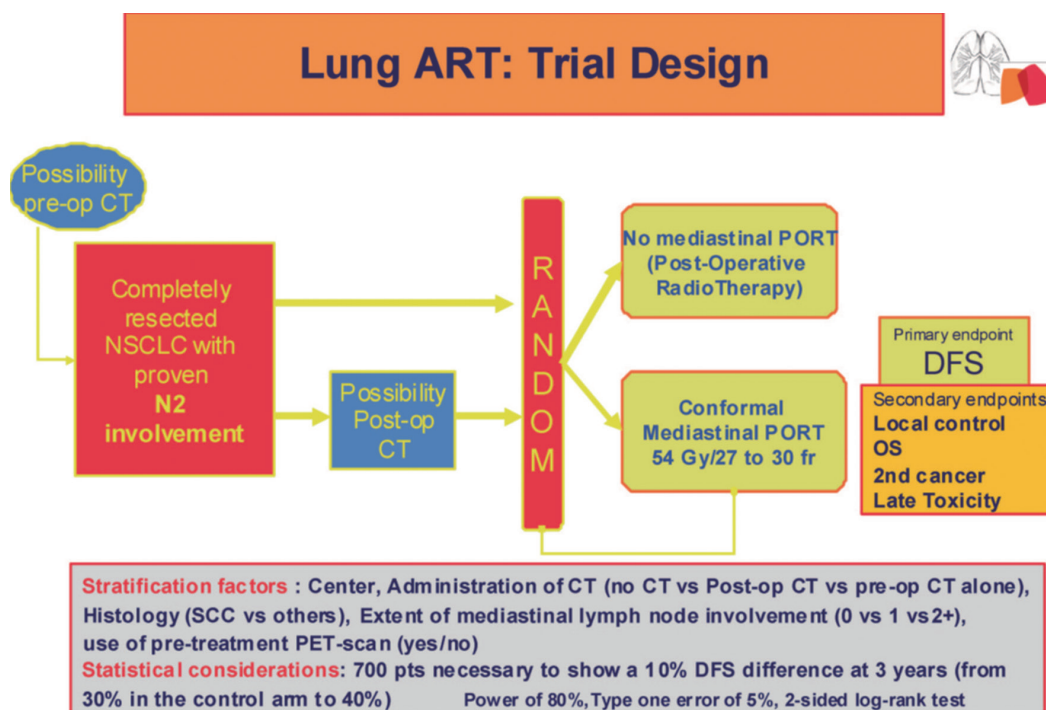 Lung ART: Trial Design
Possibility
pre-op CT
Completely
resected
NSCLC with
proven
N2
involvement
Possibility
Post-op
CT
R
A
N
D
O
M
No mediastinal PORT
(Post-Operative
RadioTherapy)
Conformal
Mediastinal PORT
54 Gy/27 to 30 fr
Primary endpoint
DFS
Secondary endpoints
Local control
OS
2nd cancer
Late Toxicity
Stratification factors : Center, Administration of CT (no CT vs Post-op CT vs pre-op CT alone),
Histology (SCC vs others), Extent of mediastinal lymph node involvement (0 vs 1 vs2+),
use of pre-treatment PET-scan (yes/no)
Statistical considerations: 700 pts necessary to show a 10% DFS difference at 3 years (from
30% in the control arm to 40%) Power of 80%, Type one error of 5%, 2-sided log-rank test